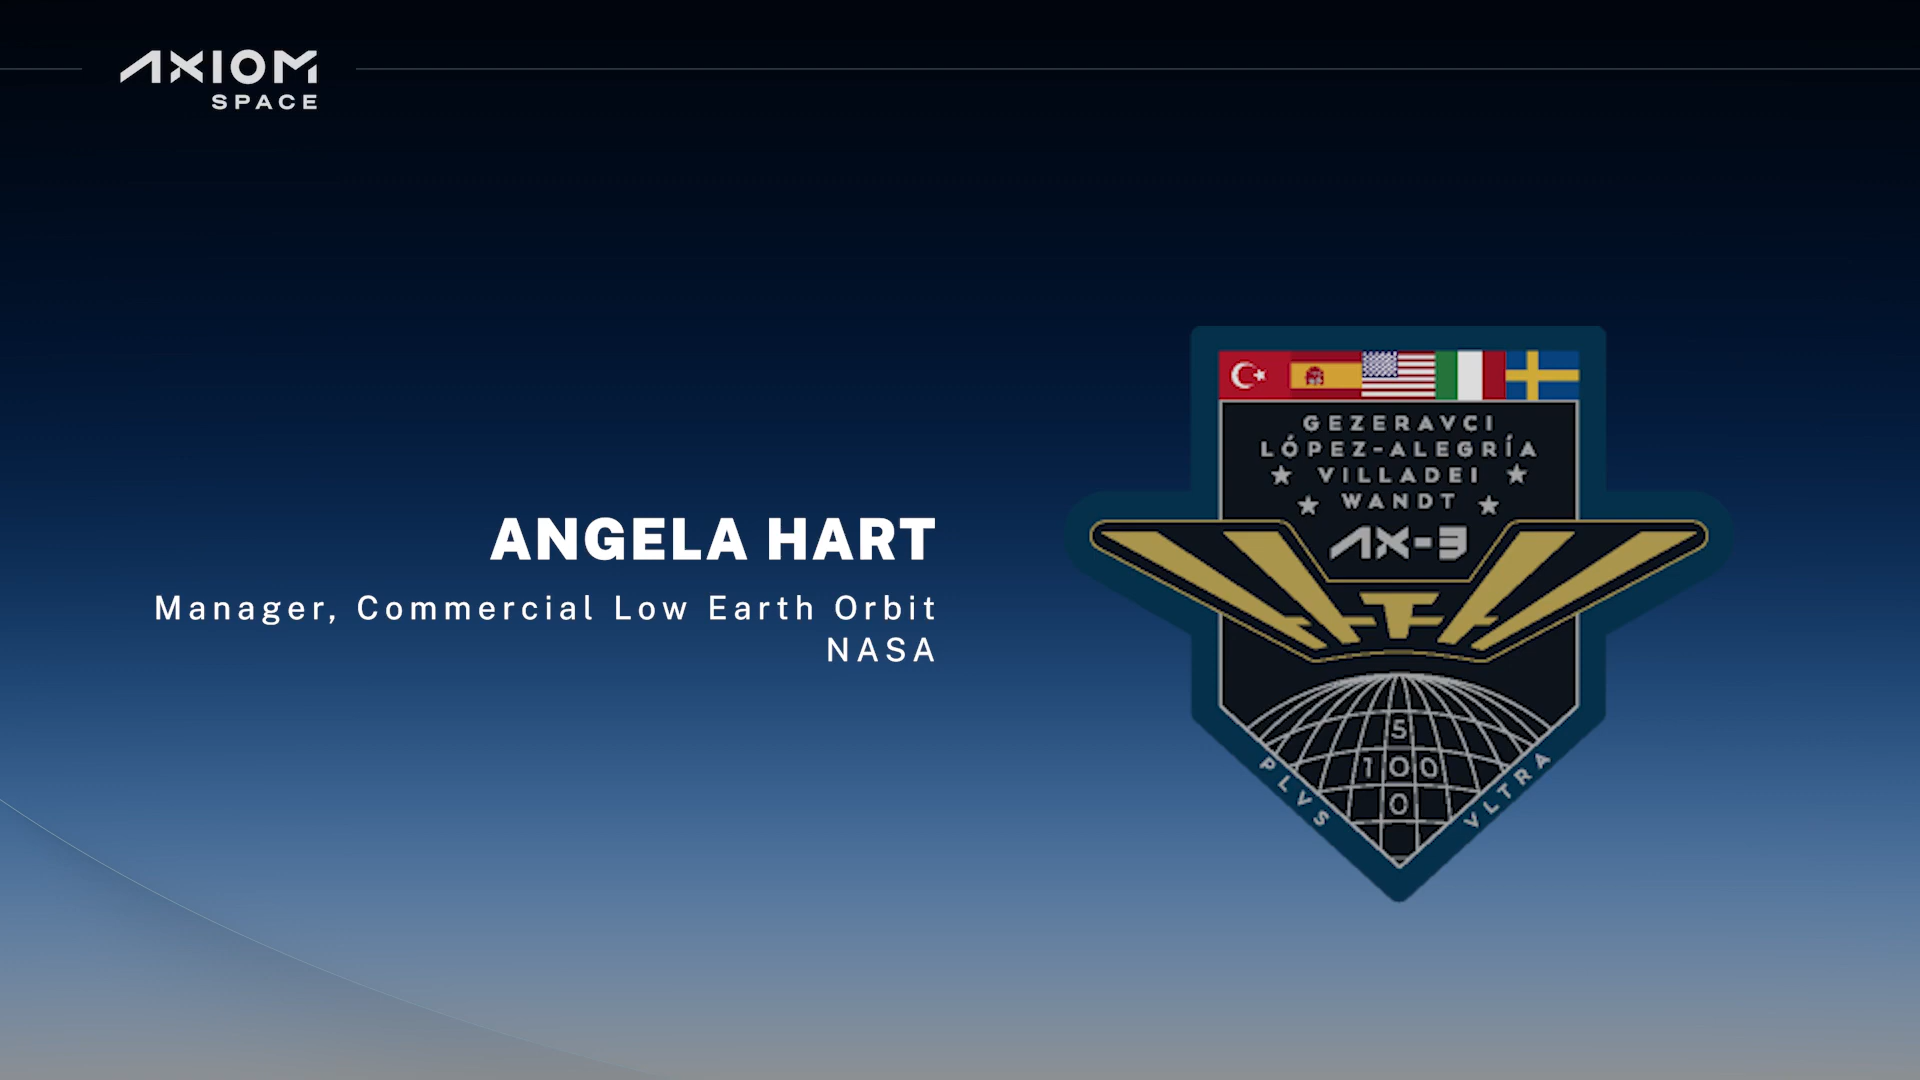 AXIOM
SPACE
ANGELA HART
Manager, Commercial Low Earth Orbit
NASA
GEZERAVCI
LÓPEZ-ALEGRÍA
VILLADEI
WANDT
AX-3
5
100
0
PLVS VLTRA